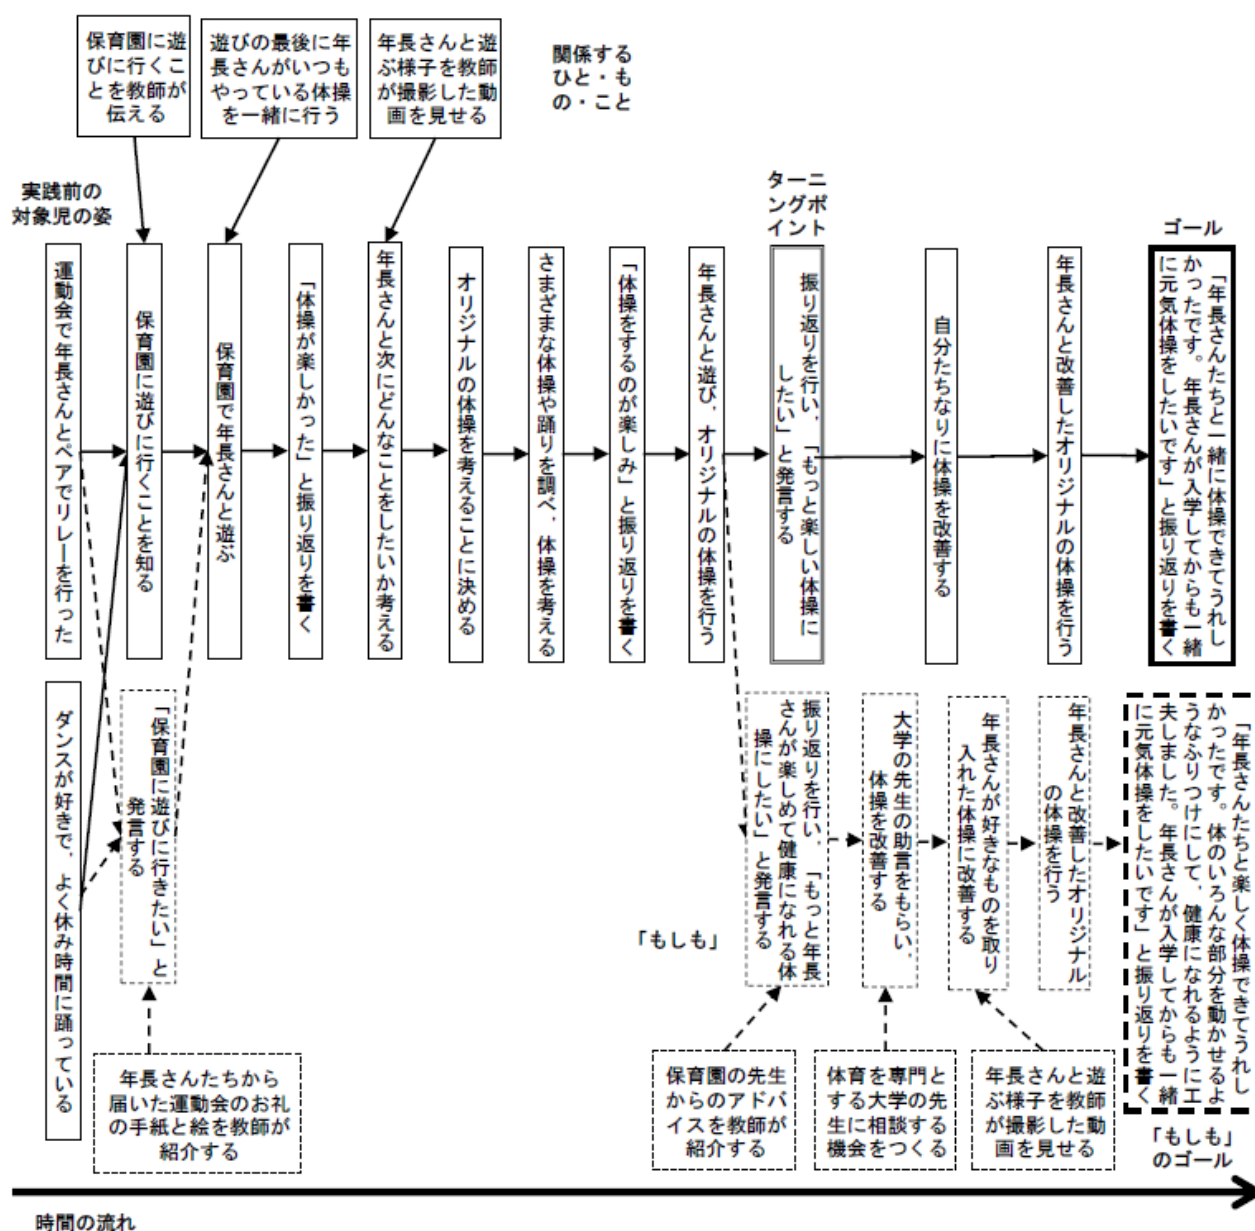 保育園に遊
びに行くこ
とを教師が
伝える
遊びの最後に年
長さんがいつも
やっている体操
を一緒に行う
年長さんと遊
ぶ様子を教師
が撮影した動
画を見せる
関係する
ひと・も
の・こと
実践前の
対象児の姿
ターニ
ングポ
イント
ゴール
運動会で年長さんとペアでリレーを行った
保育園に遊びに行くことを知る
保育園で年長さんと遊ぶ
「体操が楽しかった」と振り返りを書く
年長さんと次にどんなことをしたいか考える
オリジナルの体操を考えることに決める
さまざまな体操や踊りを調べ，体操を考える
「体操をするのが楽しみ」と振り返りを書く
年長さんと遊び，オリジナルの体操を行う
振り返りを行い，「もっと楽しい体操に
したい」と発言する
自分たちなりに体操を改善する
年長さんと改善したオリジナルの体操を行う
「年長さんたちと一緒に体操できてうれし
かったです。年長さんが入学してからも一緒
に元気体操をしたいです」と振り返りを書く
ダンスが好きで，よく休み時間に踊っている
「保育園に遊びに行きたい」と
発言する
振り返りを行い，「もっと年長
さんが楽しめて健康になれる体
操にしたい」と発言する
大学の先生の助言をもらい，
体操を改善する
年長さんが好きなものを取り
入れた体操に改善する
年長さんと改善したオリジナル
の体操を行う
「年長さんたちと楽しく体操できてうれし
かったです。体のいろんな部分を動かせるよ
うなふりつけにして，健康になれるように工
夫しました。年長さんが入学してからも一緒
に元気体操をしたいです」と振り返りを書く
「もしも」
年長さんたちから
届いた運動会のお礼
の手紙と絵を教師が
紹介する
保育園の先生
からのアドバ
イスを教師が
紹介する
体育を専門と
する大学の先
生に相談する
機会をつくる
年長さんと遊
ぶ様子を教師
が撮影した動
画を見せる
「もしも」
のゴール
時間の流れ